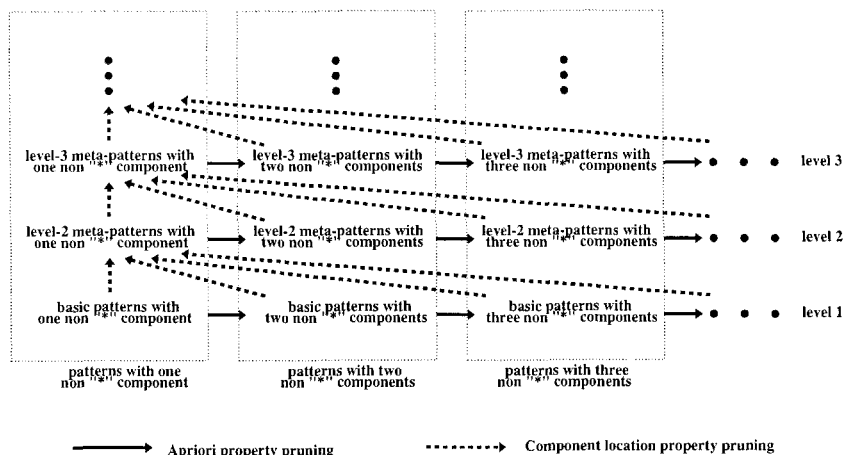 level-3 meta-patterns with
one non "*" component
level-3 meta-patterns with
two non "*" components
level-3 meta-patterns with
three non "*" components
level 3
level-2 meta-patterns with
one non "*" component
level-2 meta-patterns with
two non "*" components
level-2 meta-patterns with
three non "*" components
level 2
basic patterns with
one non "*" component
basic patterns with
two non "*" components
basic patterns with
three non "*" components
level 1
patterns with one
non "*" component
patterns with two
non "*" components
patterns with three
non "*" components
Apriori property pruning
Component location property pruning